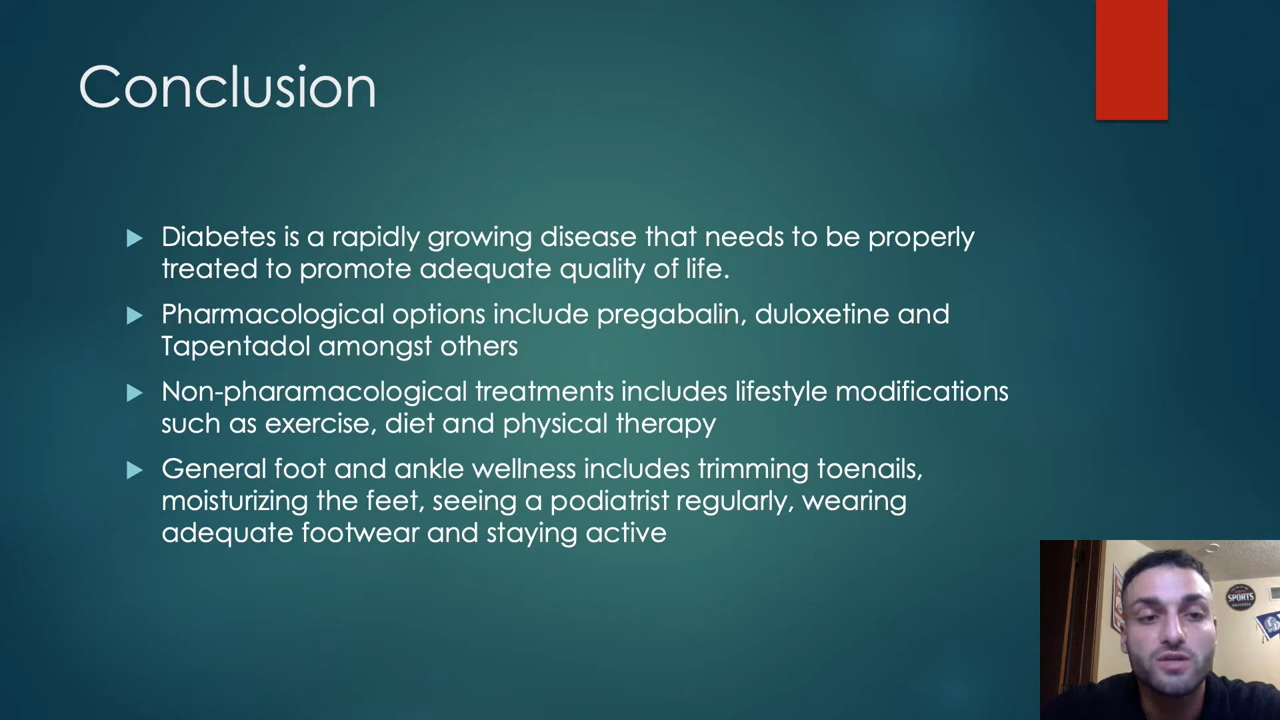 Conclusion
Diabetes is a rapidly growing disease that needs to be properly
treated to promote adequate quality of life.
Pharmacological options include pregabalin, duloxetine and
Tapentadol amongst others
Non-pharamacological treatments includes lifestyle modifications
such as exercise, diet and physical therapy
General foot and ankle wellness includes trimming toenails,
moisturizing the feet, seeing a podiatrist regularly, wearing
adequate footwear and staying active
SPORTS